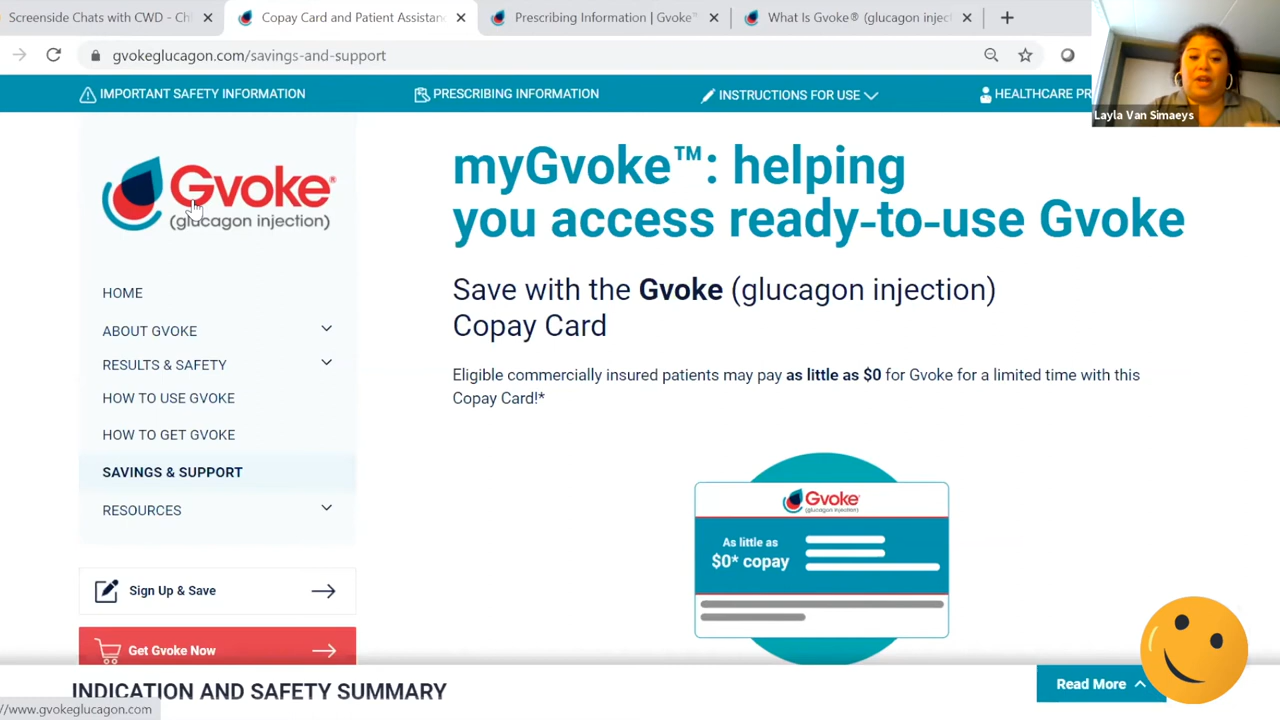 Screenside Chats with CWD - Ch
Copay Card and Patient Assistan
Prescribing Information | Gvoke™
What Is Gvoke® (glucagon injec
gvokeglucagon.com/savings-and-support
IMPORTANT SAFETY INFORMATION
PRESCRIBING INFORMATION
INSTRUCTIONS FOR USE
HEALTHCARE PR
Layla Van Simaeys
Gvoke®
(glucagon injection)
HOME
ABOUT GVOKE
RESULTS & SAFETY
HOW TO USE GVOKE
HOW TO GET GVOKE
SAVINGS & SUPPORT
RESOURCES
Sign Up & Save
Get Gvoke Now
myGvoke™: helping
you access ready-to-use Gvoke
Save with the Gvoke (glucagon injection)
Copay Card
Eligible commercially insured patients may pay as little as $0 for Gvoke for a limited time with this
Copay Card!*
Gvoke
(glucagon injection)
As little as
$0* copay
INDICATION AND SAFETY SUMMARY
Read More
//www.gvokeglucagon.com